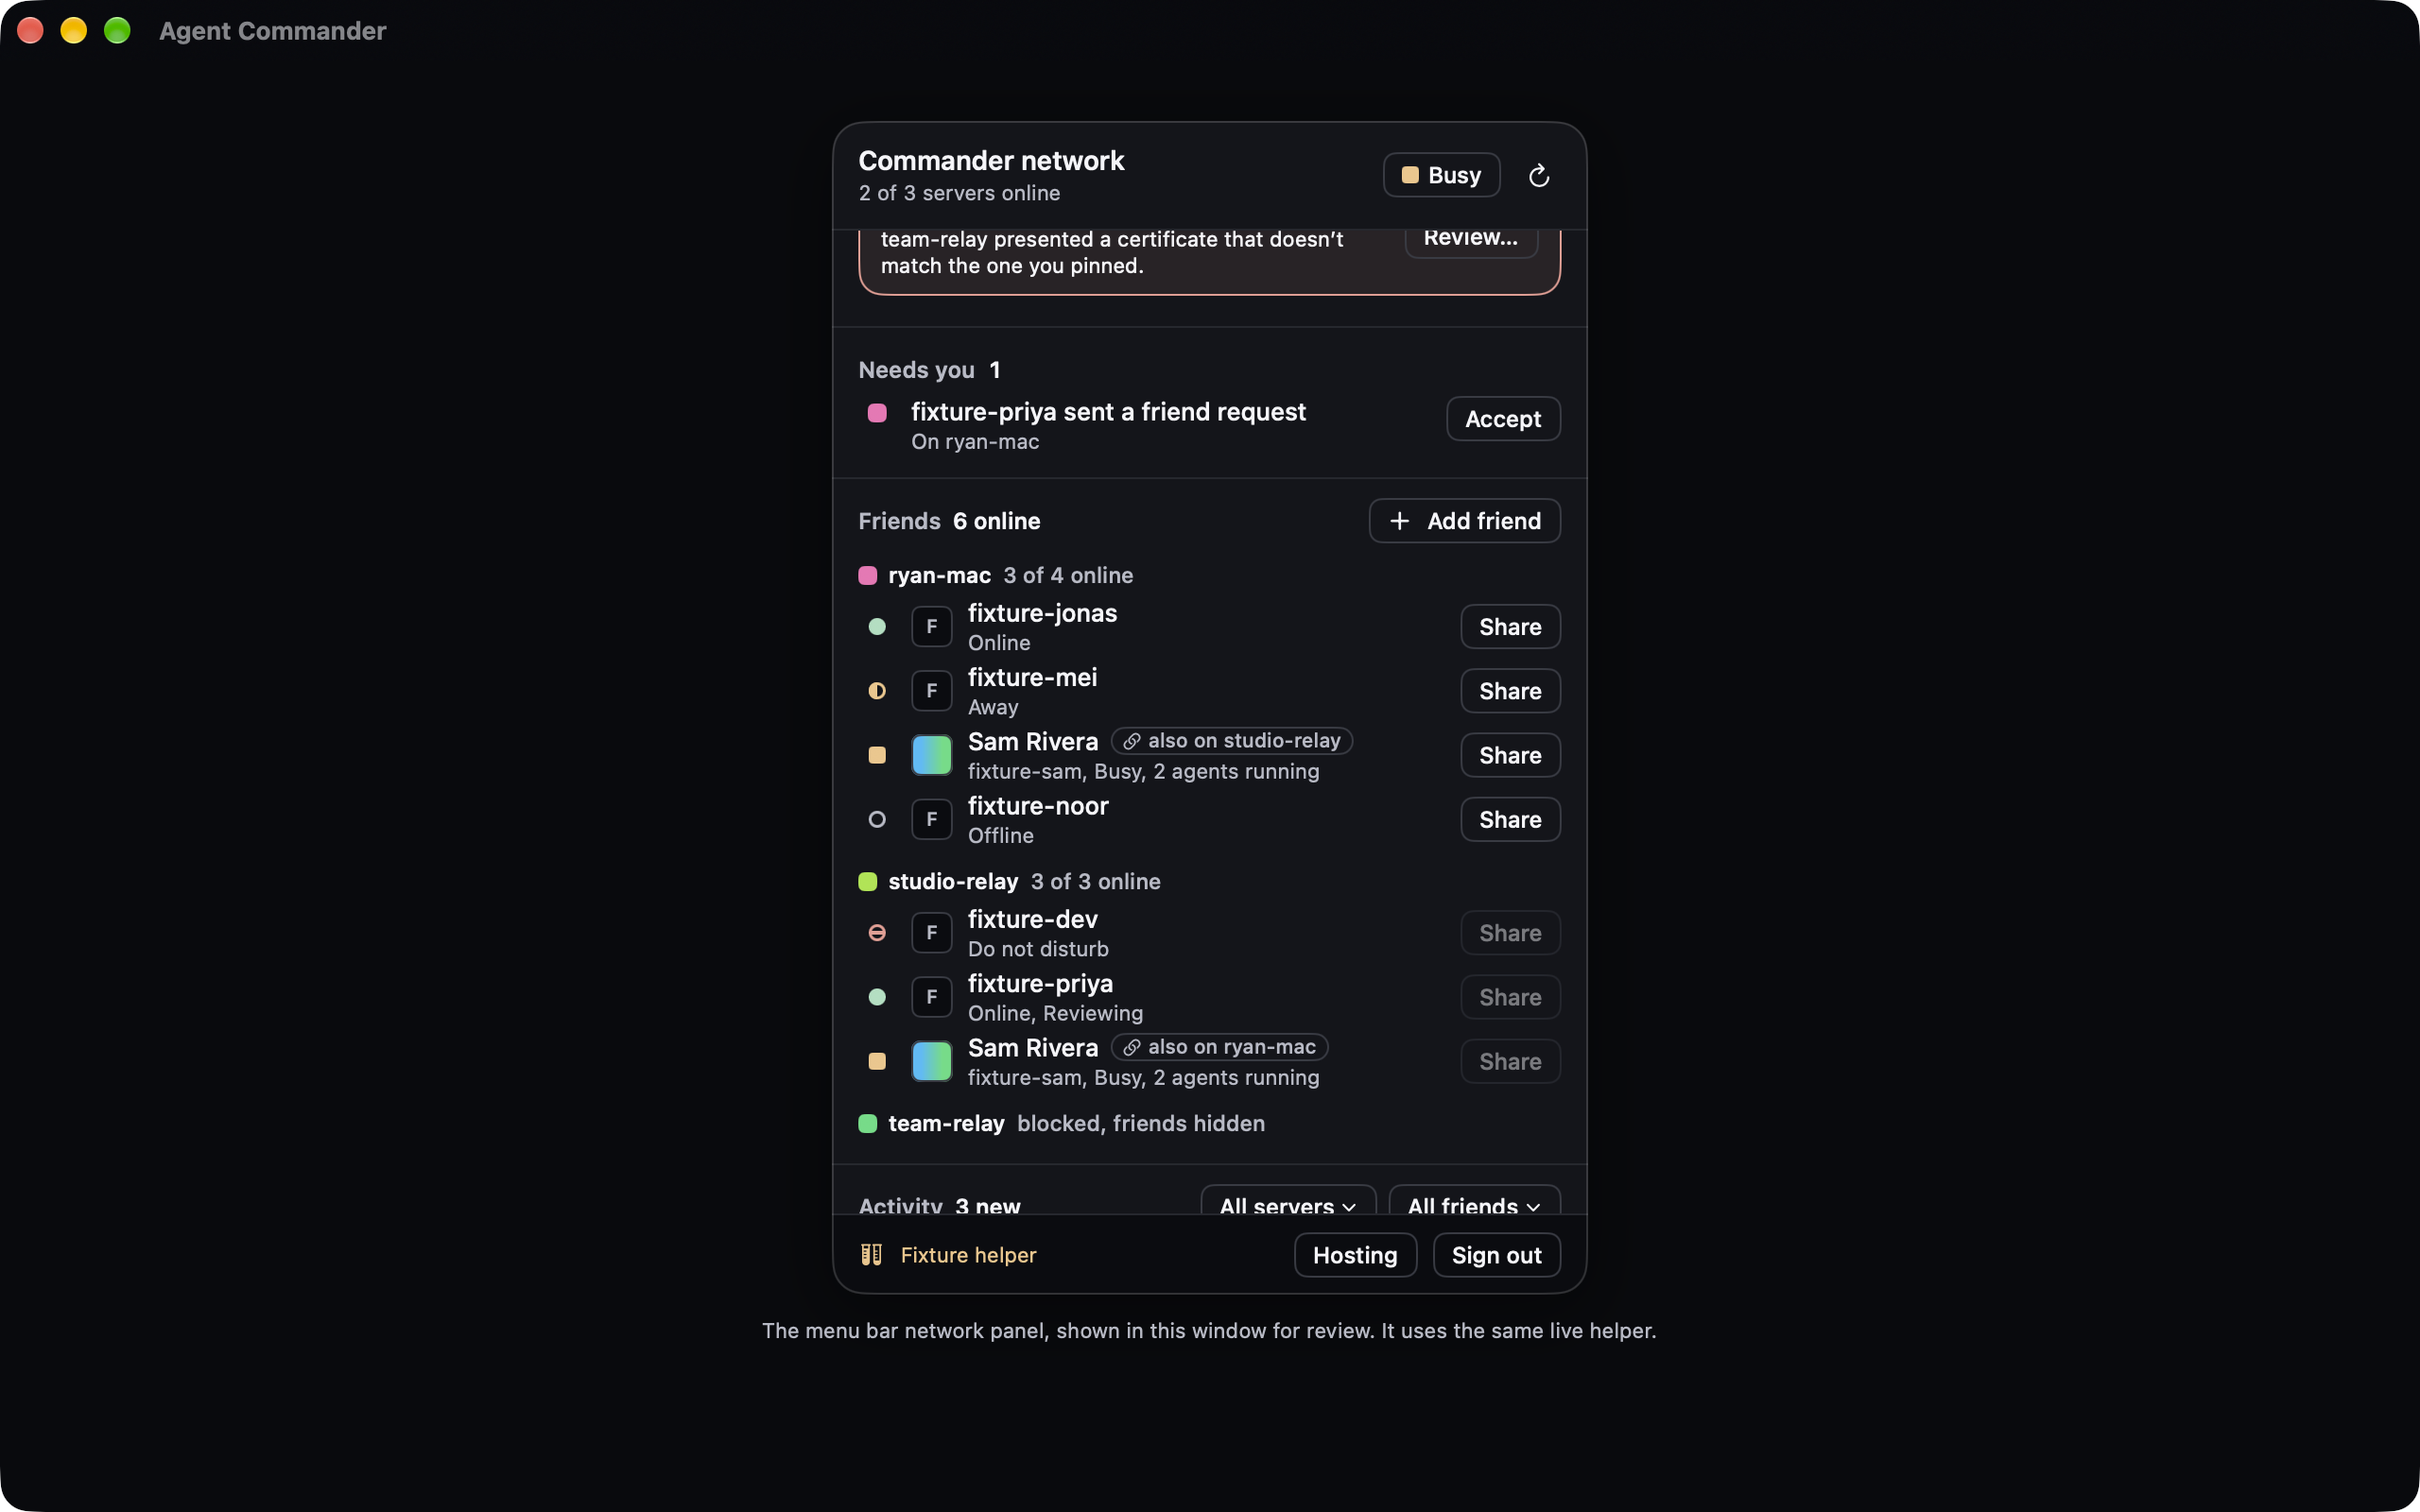 Agent Commander
Commander network
2 of 3 servers online
Busy
team-relay presented a certificate that doesn’t
match the one you pinned.
Review...
Needs you 1
fixture-priya sent a friend request
On ryan-mac
Accept
Friends 6 online
Add friend
ryan-mac 3 of 4 online
F
fixture-jonas
Online
Share
F
fixture-mei
Away
Share
Sam Rivera
also on studio-relay
fixture-sam, Busy, 2 agents running
Share
F
fixture-noor
Offline
Share
studio-relay 3 of 3 online
F
fixture-dev
Do not disturb
Share
F
fixture-priya
Online, Reviewing
Share
Sam Rivera
also on ryan-mac
fixture-sam, Busy, 2 agents running
Share
team-relay blocked, friends hidden
Activity 3 new
All servers
All friends
Fixture helper
Hosting
Sign out
The menu bar network panel, shown in this window for review. It uses the same live helper.